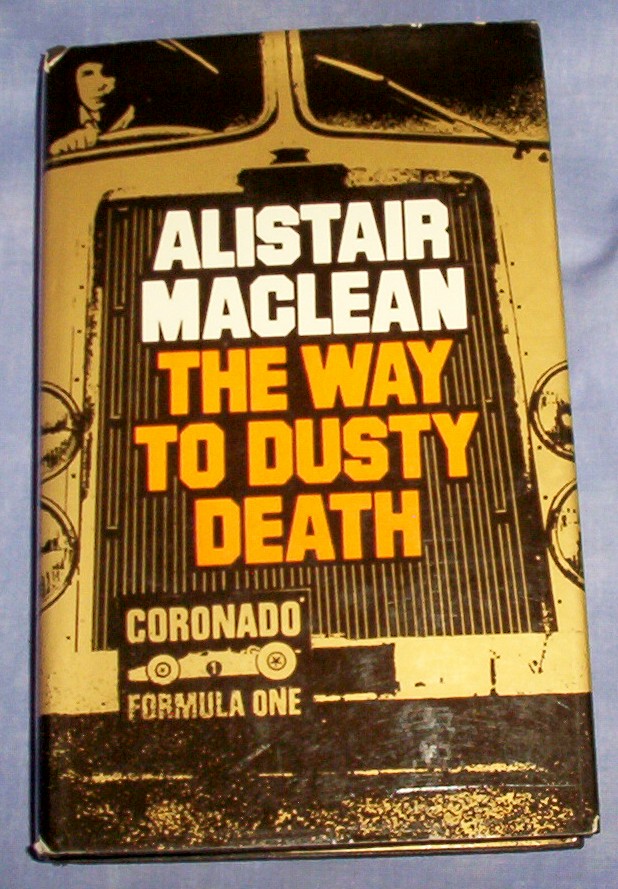 ALISTAIR
MACLEAN
THE WAY
TO DUSTY
DEATH
CORONADO
1
FORMULA ONE